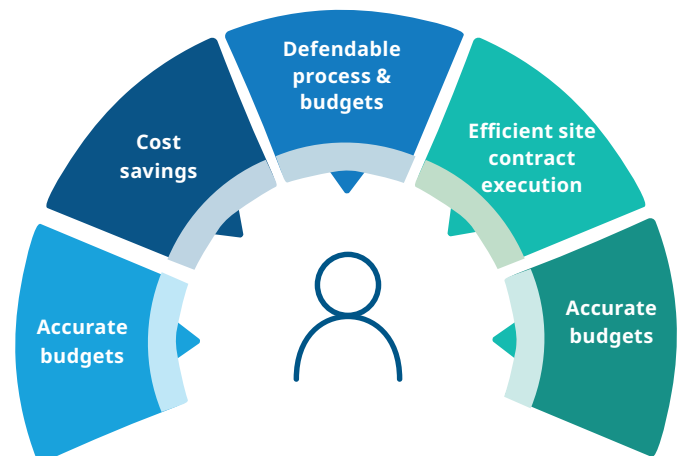 Accurate
budgets
Cost
savings
Defendable
process &
budgets
Efficient site
contract
execution
Accurate
budgets